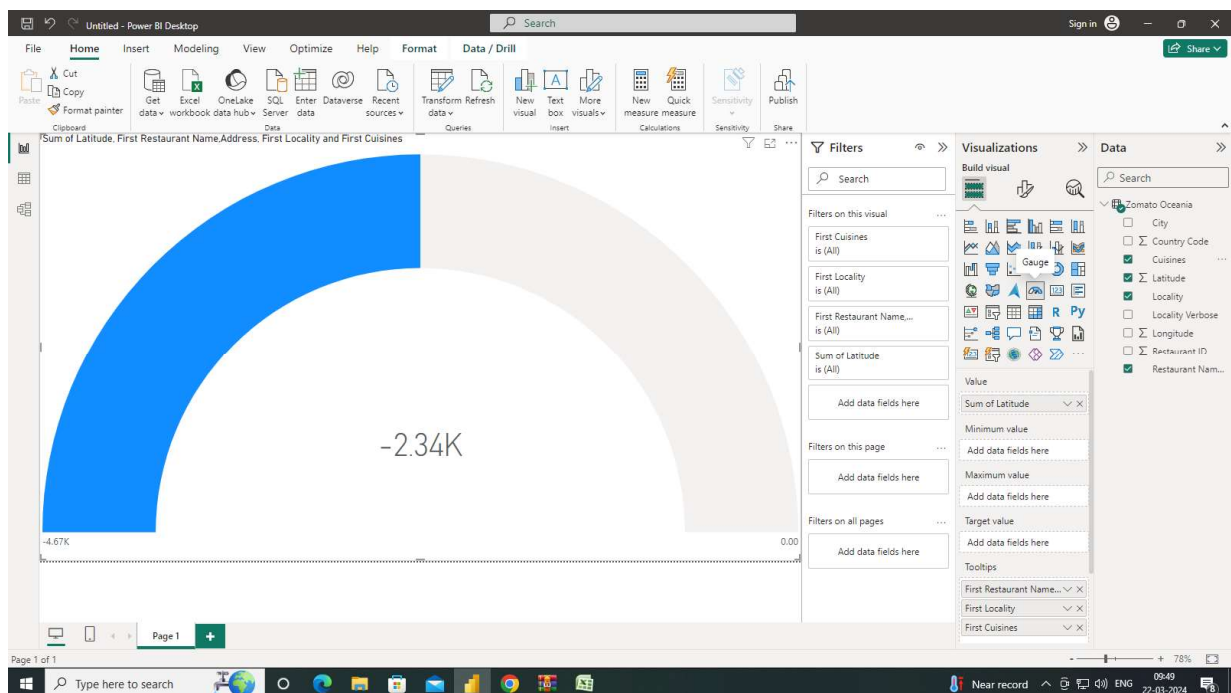 Untitled - Power BI Desktop
Search
Sign in
File Home Insert Modeling View Optimize Help Format Data / Drill
Share
Paste
Cut
Copy
Format painter
Clipboard
Get data
Excel workbook
OneLake data hub
SQL Server
Enter data
Dataverse
Recent sources
Data
Transform data
Refresh
Queries
New visual
Text box
More visuals
Insert
New measure
Quick measure
Calculations
Sensitivity
Sensitivity
Publish
Share
Sum of Latitude, First Restaurant Name,Address, First Locality and First Cuisines
-2.34K
-4.67K
0.00
Filters
Search
Filters on this visual ...
First Cuisines
is (All)
First Locality
is (All)
First Restaurant Name,...
is (All)
Sum of Latitude
is (All)
Add data fields here
Filters on this page ...
Add data fields here
Filters on all pages ...
Add data fields here
Visualizations
Build visual
Gauge
123
R Py
...
Value
Sum of Latitude
Minimum value
Add data fields here
Maximum value
Add data fields here
Target value
Add data fields here
Tooltips
First Restaurant Name...
First Locality
First Cuisines
Data
Search
Zomato Oceania
City
Σ Country Code
Cuisines ...
Σ Latitude
Locality
Locality Verbose
Σ Longitude
Σ Restaurant ID
Restaurant Nam...
Page 1
Page 1 of 1
- + 78%
Type here to search
Near record
ENG
09:49
22-03-2024